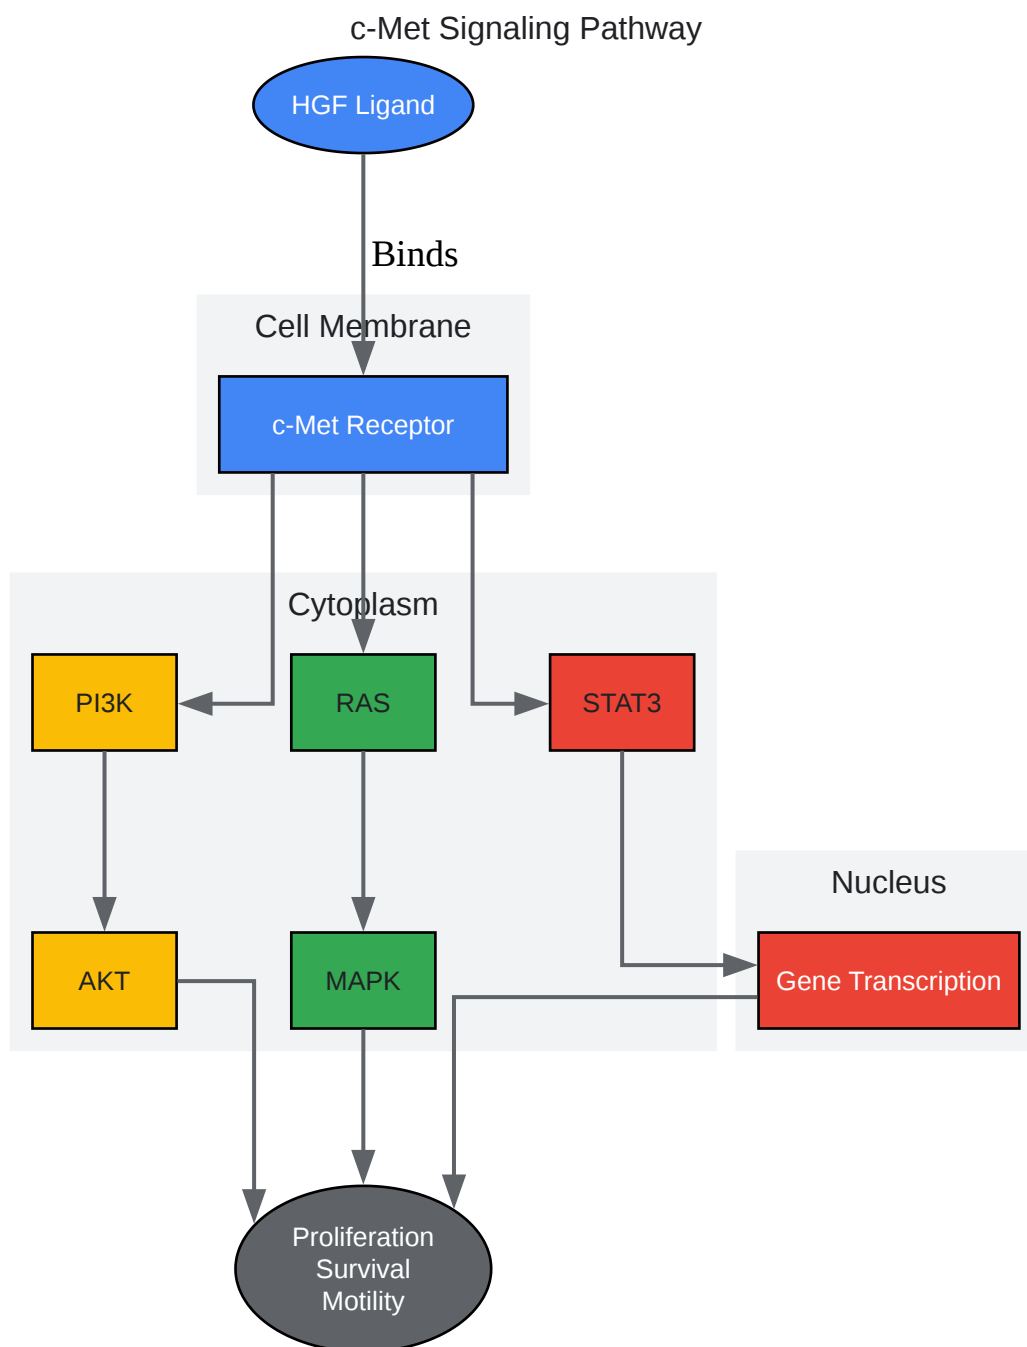 c-Met Signaling Pathway
HGF Ligand
Binds
Cell Membrane
c-Met Receptor
Cytoplasm
PI3K
RAS
STAT3
Nucleus
AKT
MAPK
Gene Transcription
Proliferation
Survival
Motility